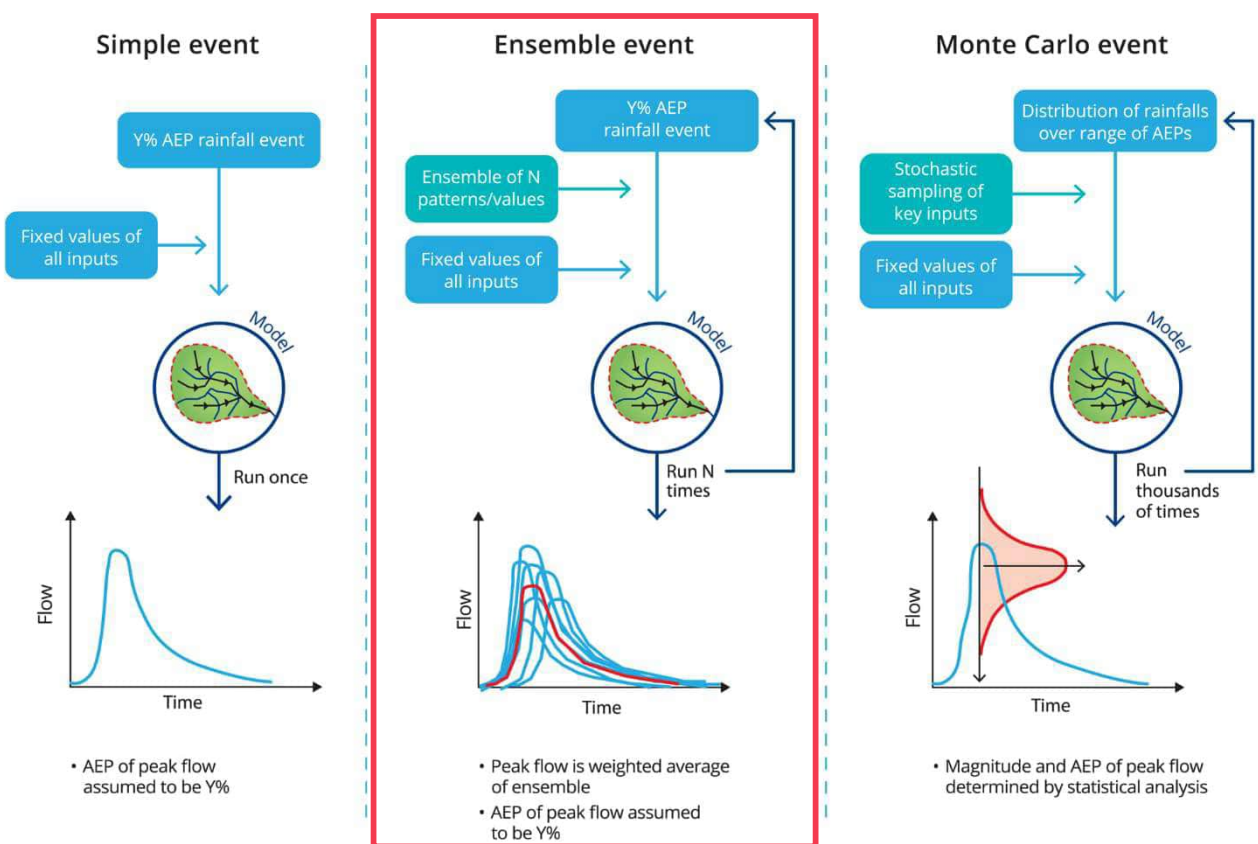 Simple event
Y% AEP rainfall event
Fixed values of
all inputs
Model
Run once
Flow
Time
• AEP of peak flow
assumed to be Y%
Ensemble event
Y% AEP
rainfall event
Ensemble of N
patterns/values
Fixed values of
all inputs
Model
Run N
times
Flow
Time
• Peak flow is weighted average
of ensemble
• AEP of peak flow assumed
to be Y%
Monte Carlo event
Distribution of rainfalls
over range of AEPs
Stochastic
sampling of
key inputs
Fixed values of
all inputs
Model
Run
thousands
of times
Flow
Time
• Magnitude and AEP of peak flow
determined by statistical analysis